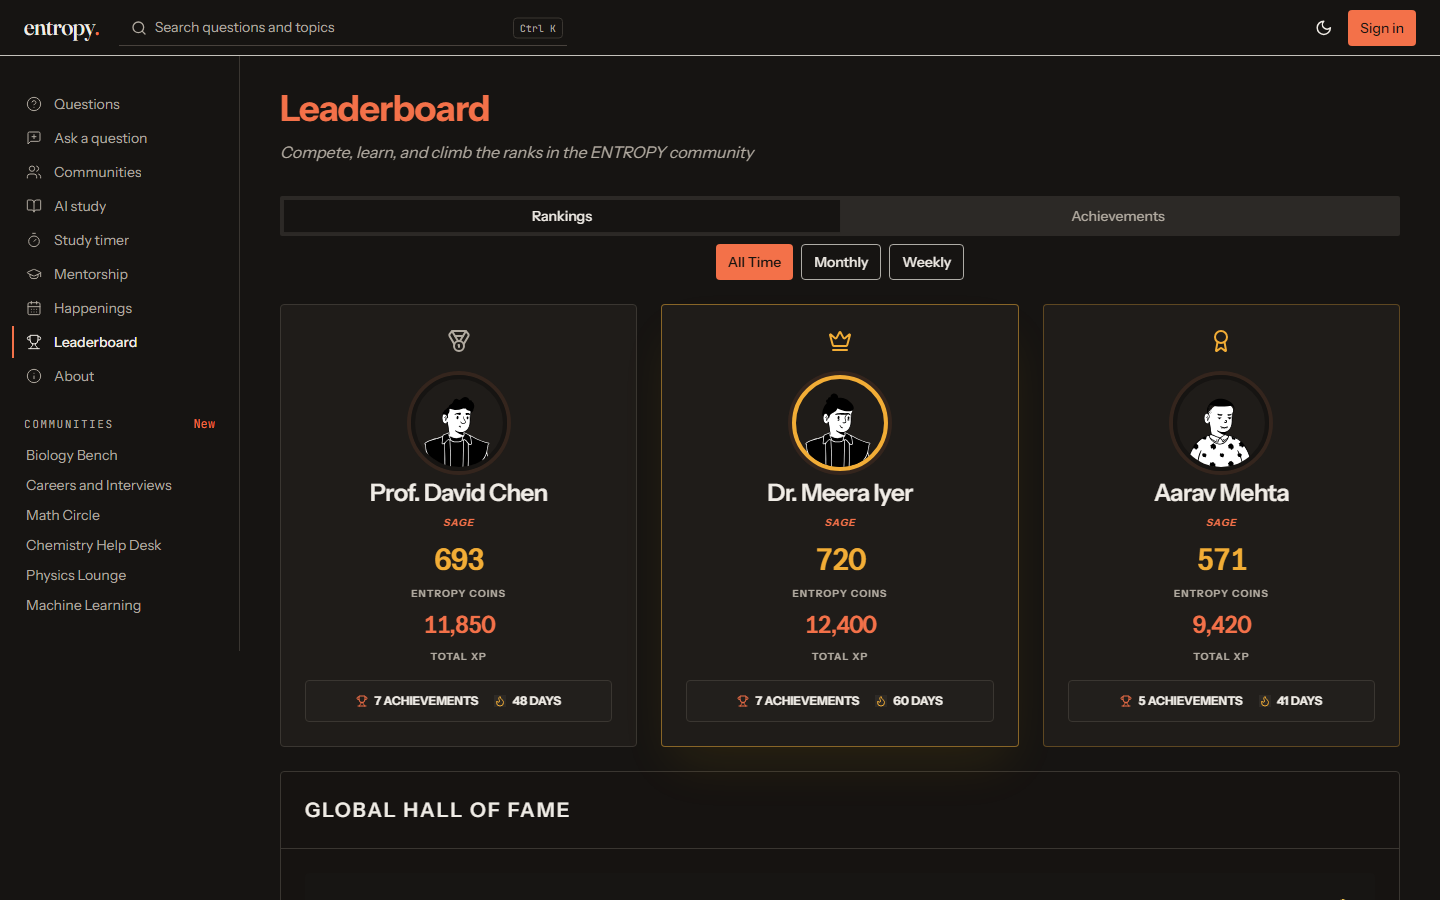 entropy.
Search questions and topics
Ctrl K
Sign in
Questions
Ask a question
Communities
AI study
Study timer
Mentorship
Happenings
Leaderboard
About
COMMUNITIES
New
Biology Bench
Careers and Interviews
Math Circle
Chemistry Help Desk
Physics Lounge
Machine Learning
Leaderboard
Compete, learn, and climb the ranks in the ENTROPY community
Rankings
Achievements
All Time
Monthly
Weekly
Prof. David Chen
SAGE
693
ENTROPY COINS
11,850
TOTAL XP
7 ACHIEVEMENTS
48 DAYS
Dr. Meera Iyer
SAGE
720
ENTROPY COINS
12,400
TOTAL XP
7 ACHIEVEMENTS
60 DAYS
Aarav Mehta
SAGE
571
ENTROPY COINS
9,420
TOTAL XP
5 ACHIEVEMENTS
41 DAYS
GLOBAL HALL OF FAME